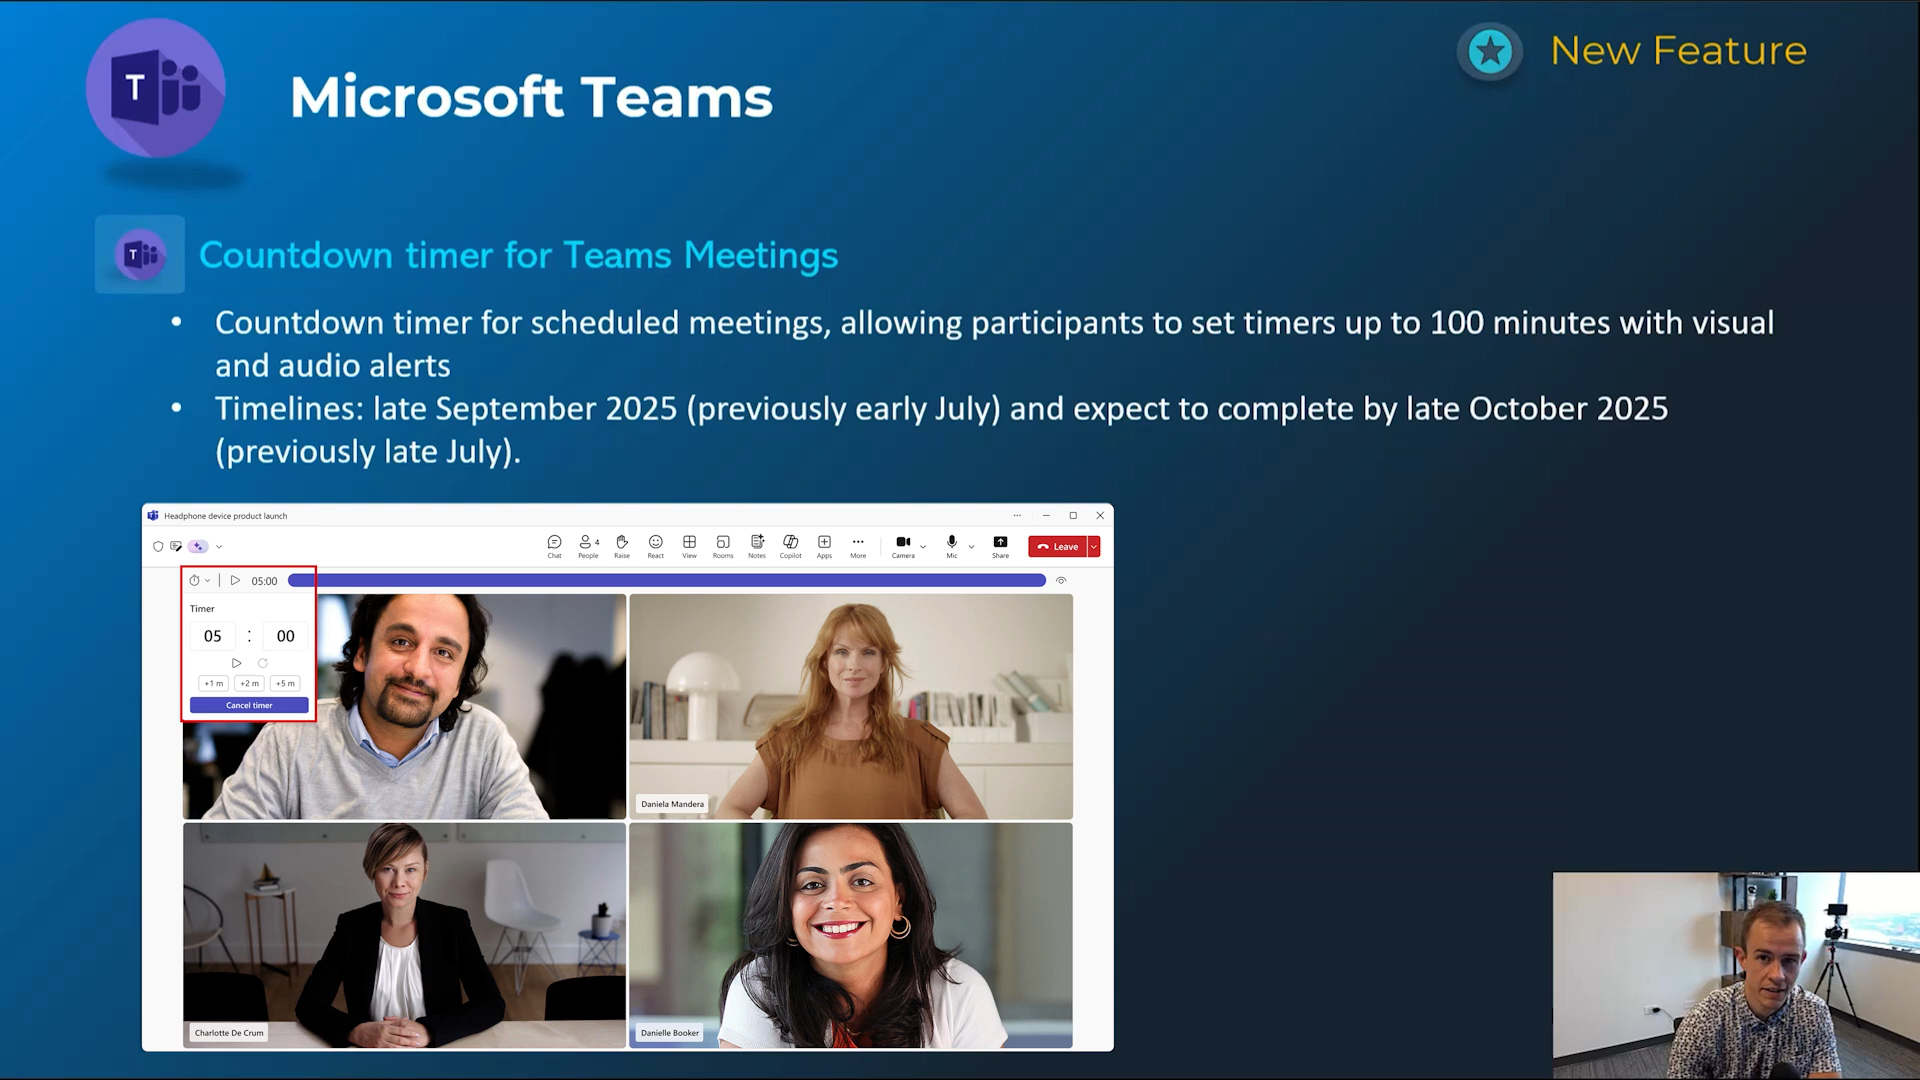 New Feature
T
Microsoft Teams
T
Countdown timer for Teams Meetings
• Countdown timer for scheduled meetings, allowing participants to set timers up to 100 minutes with visual
and audio alerts
• Timelines: late September 2025 (previously early July) and expect to complete by late October 2025
(previously late July).
Headphone device product launch
Chat
People 4
Raise
React
View
Rooms
Notes
Copilot
Apps
More
Camera
Mic
Share
Leave
05:00
Timer
05 : 00
+1 m +2 m +5 m
Cancel timer
Daniela Mandera
Charlotte De Crum
Danielle Booker